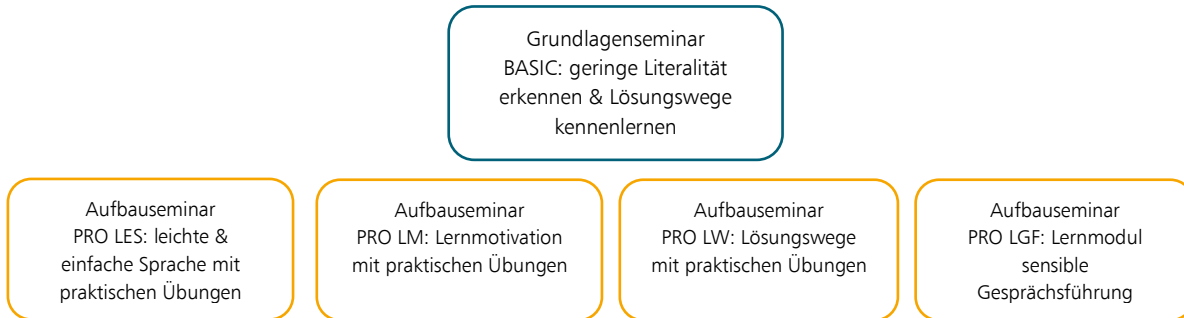 Grundlagenseminar
BASIC: geringe Literalität
erkennen & Lösungswege
kennenlernen
Aufbauseminar
PRO LES: leichte &
einfache Sprache mit
praktischen Übungen
Aufbauseminar
PRO LM: Lernmotivation
mit praktischen Übungen
Aufbauseminar
PRO LW: Lösungswege
mit praktischen Übungen
Aufbauseminar
PRO LGF: Lernmodul
sensible
Gesprächsführung